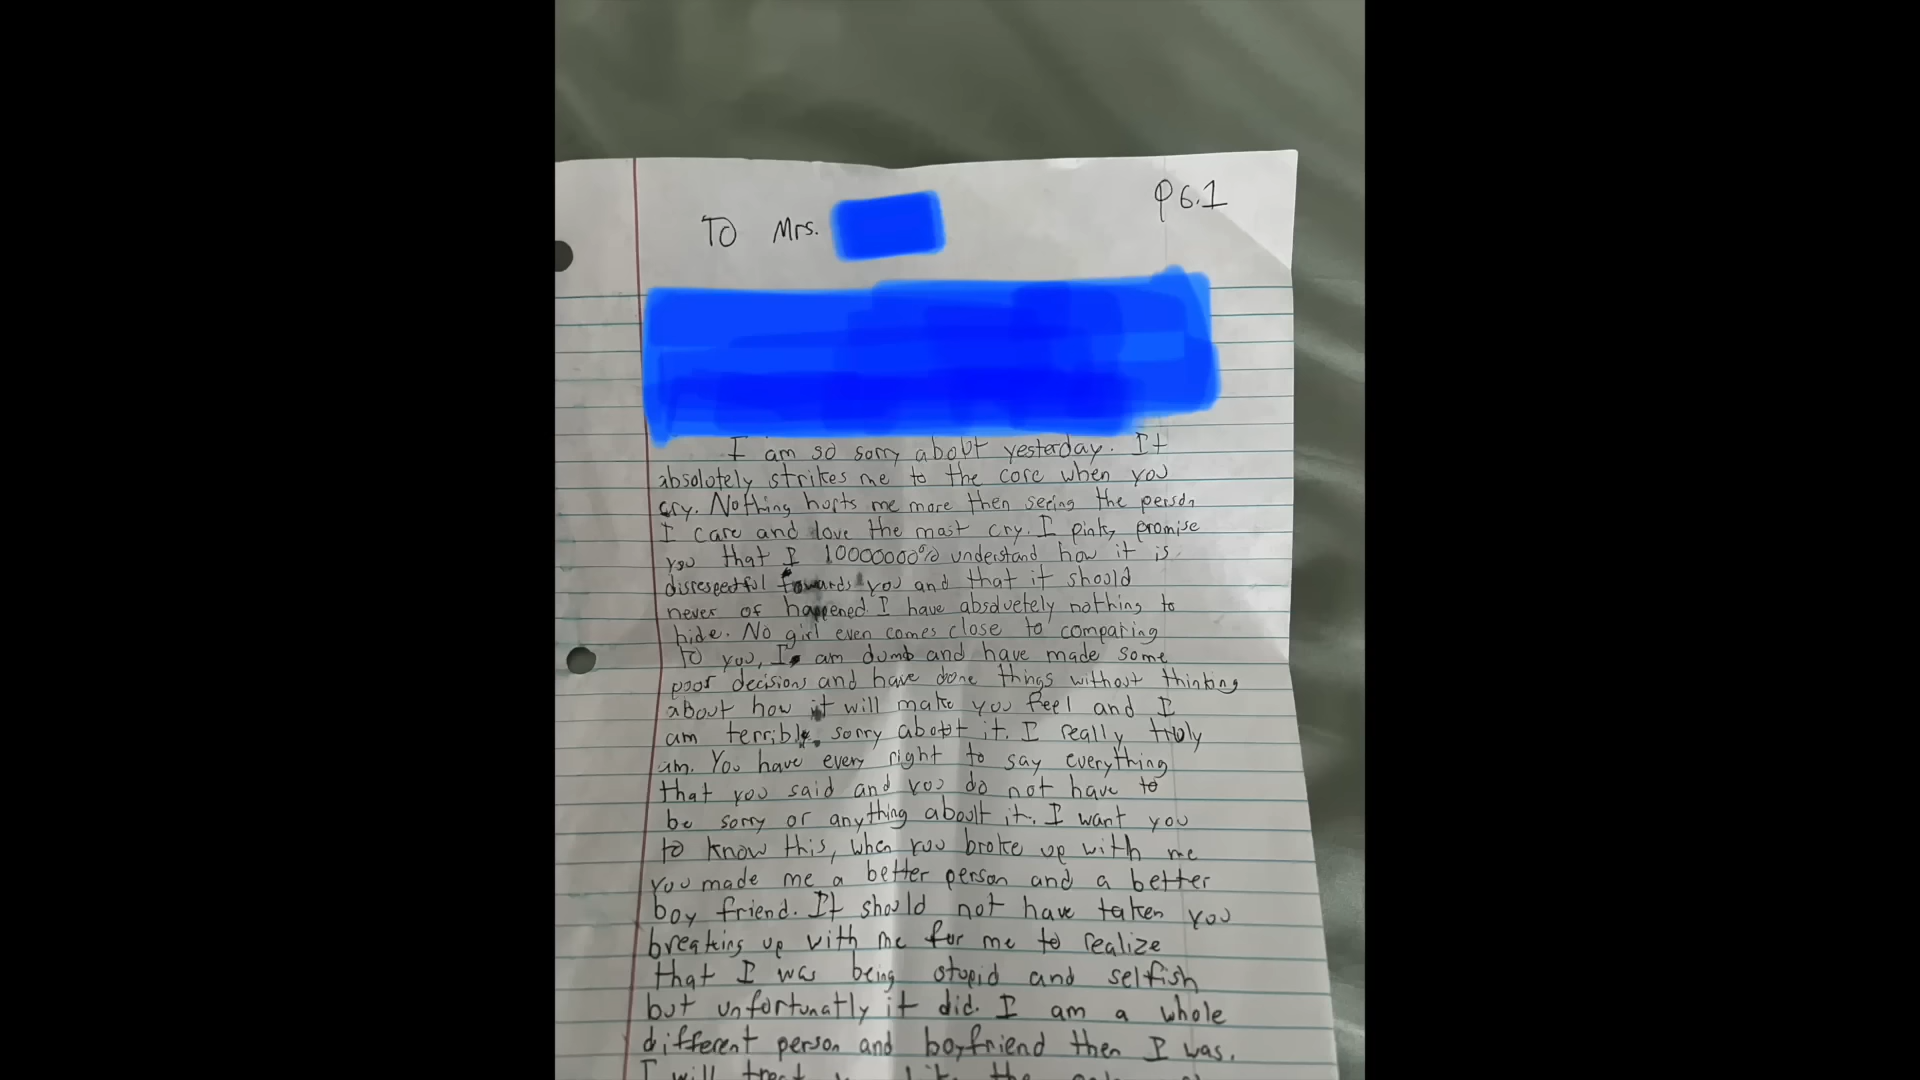 PG.1
To Mrs.
I am so sorry about yesterday. It
absolutely strikes me to the core when you
cry. Nothing hurts me more then seeing the person
I care and love the most cry. I pinky promise
you that I 10000000% understand how it is
disrespectful towards you and that it should
never of happened I have absoluetely nothing to
hide. No girl even comes close to comparing
to you, I am dumb and have made some
poor decisions and have done things without thinking
about how it will make you feel and I
am terribly sorry about it. I really truly
am. You have every right to say everything
that you said and you do not have to
be sorry or anything about it. I want you
to know this, when you broke up with me
you made me a better person and a better
boy friend. It should not have taken you
breaking up with me for me to realize
that I was being stupid and selfish
but unfortunatly it did. I am a whole
different person and boyfriend then I was.
I will treat